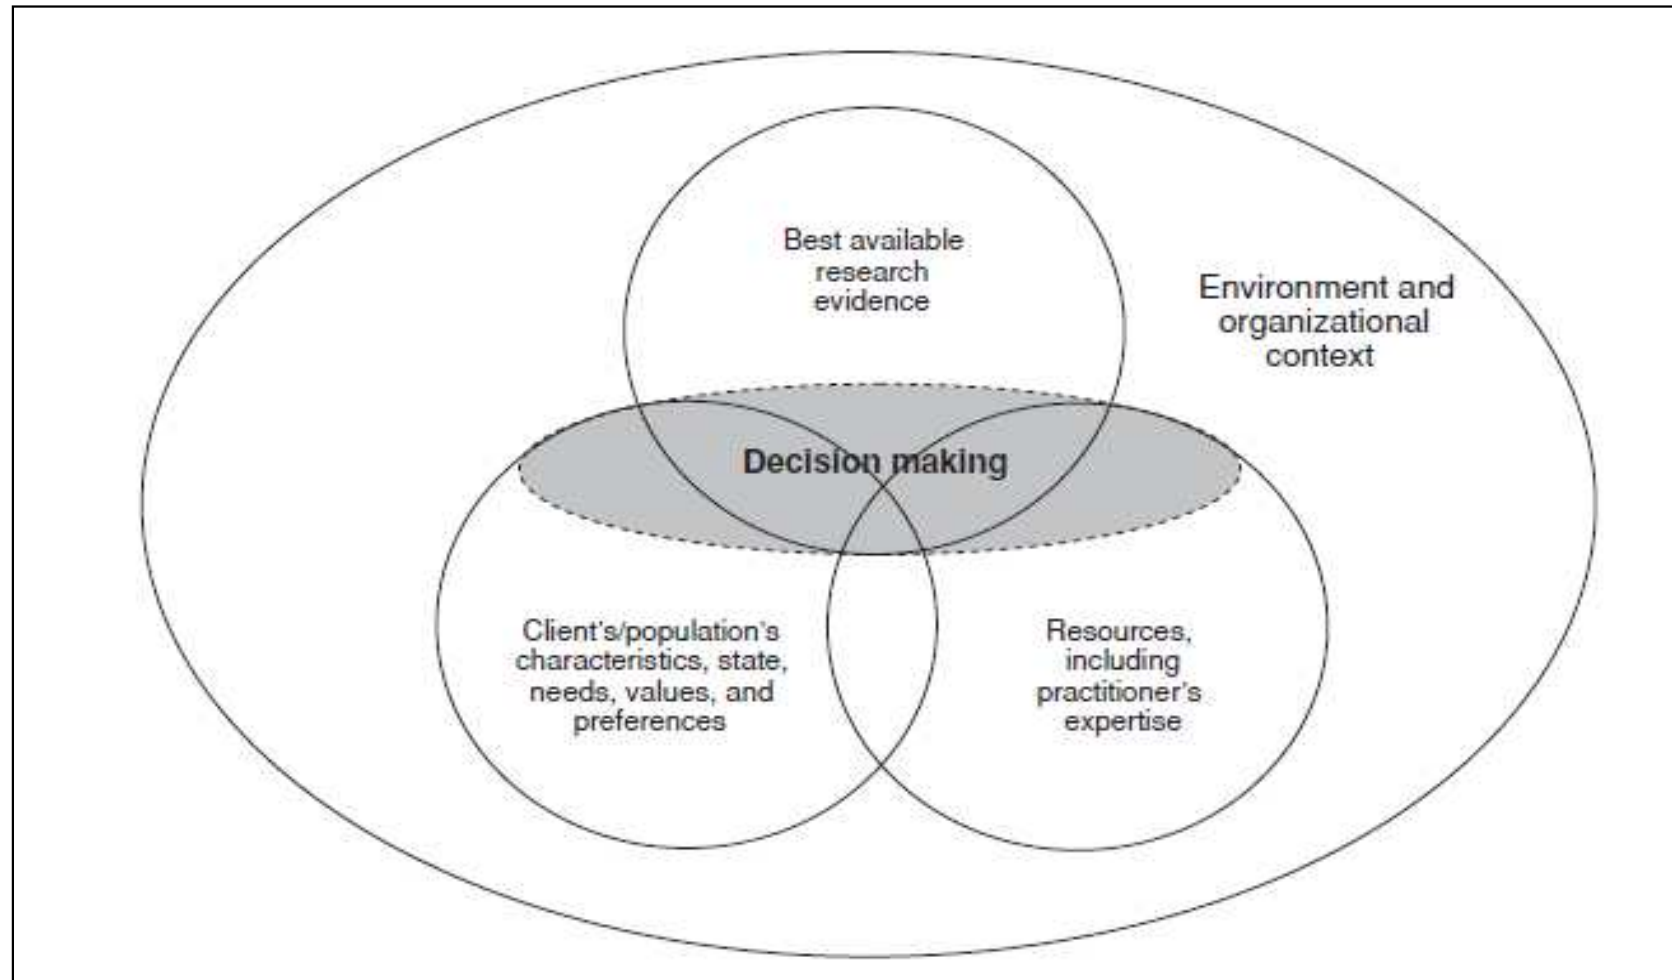 Best available
research
evidence
Environment and
organizational
context
Decision making
Client's/population's
characteristics, state,
needs, values, and
preferences
Resources,
including
practitioner's
expertise